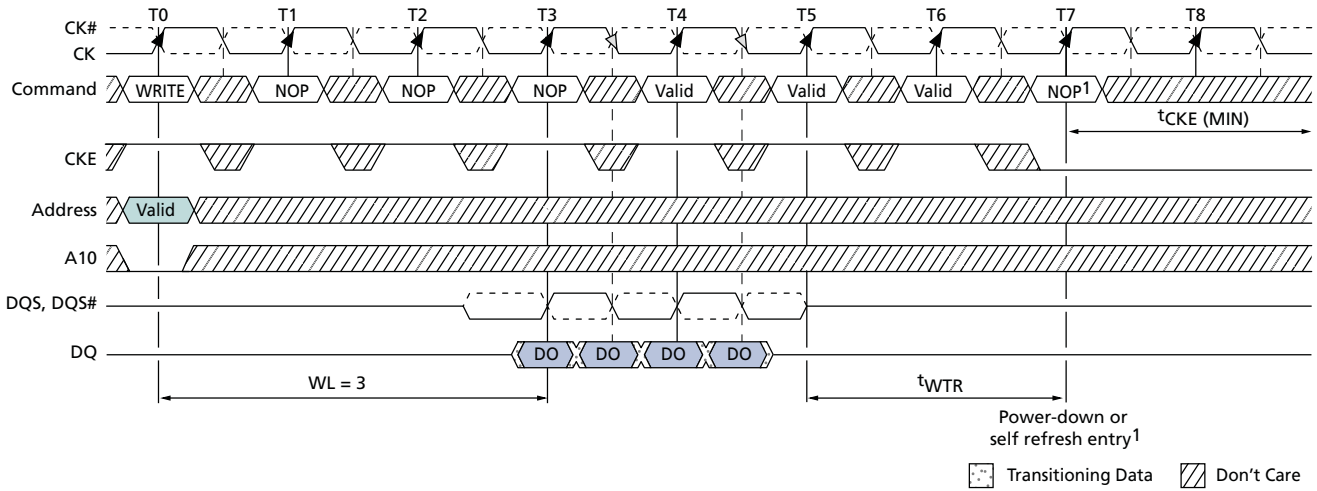 T0 T1 T2 T3 T4 T5 T6 T7 T8
CK#
CK
Command WRITE NOP NOP NOP Valid Valid Valid NOP1
tCKE (MIN)
CKE
Address Valid
A10
DQS, DQS#
DQ DO DO DO DO
WL = 3 tWTR
Power-down or
self refresh entry1
Transitioning Data Don't Care